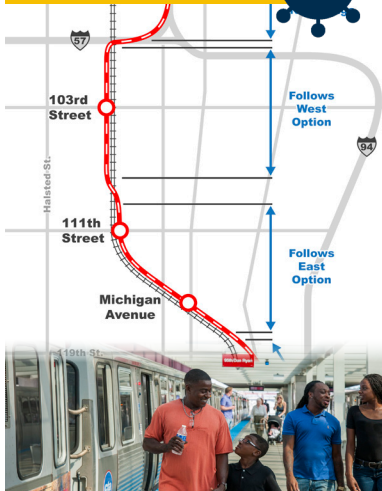 57
103rd
Street
Follows
West
Option
94
Halsted St.
111th
Street
Follows
East
Option
Michigan
Avenue
119th St.